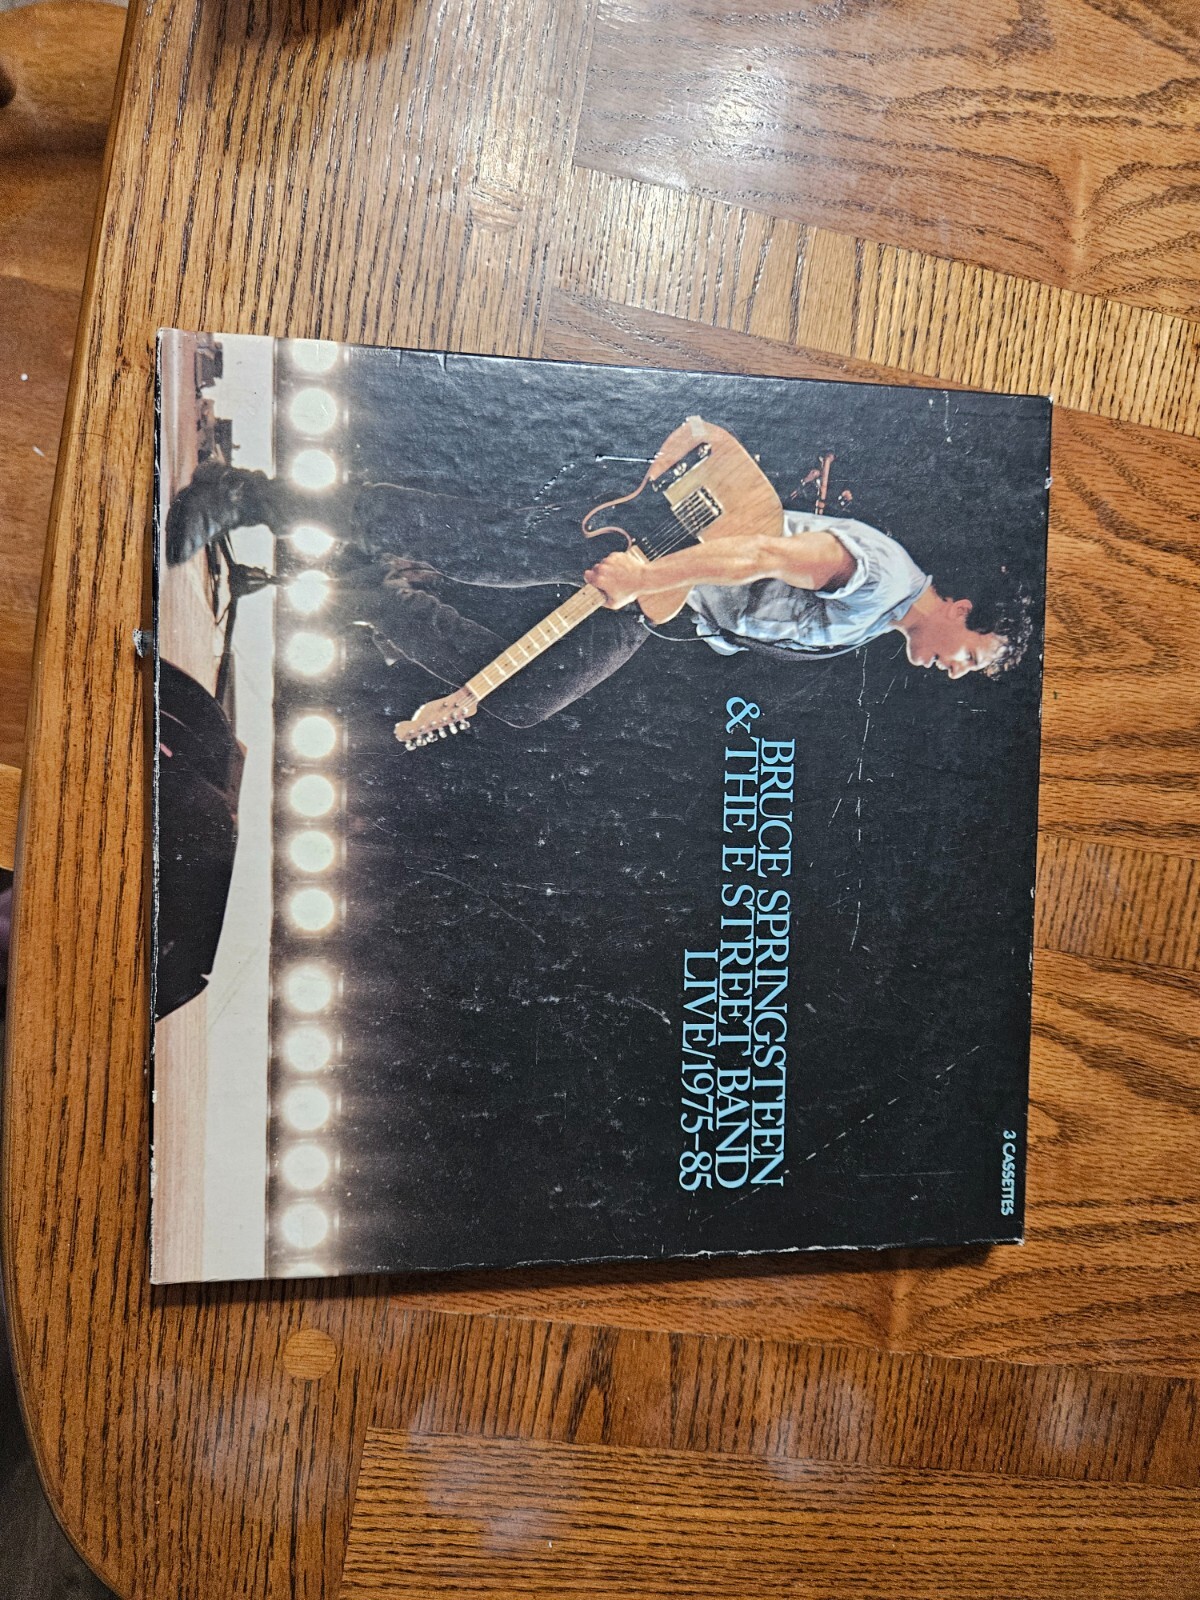 3 CASSETTES
BRUCE SPRINGSTEEN
& THE E STREET BAND
LIVE/1975–85